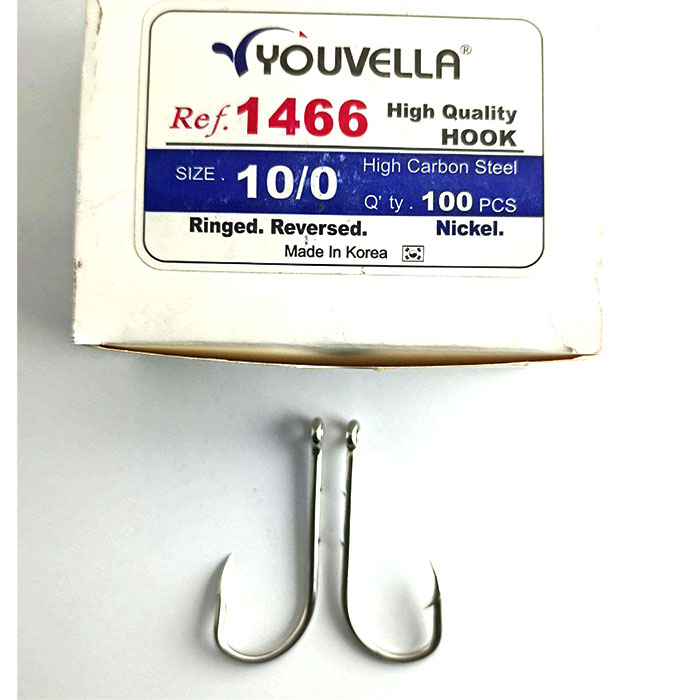 YOUVELLA®
Ref. 1466 High Quality HOOK
SIZE . 10/0 High Carbon Steel
Q' ty . 100 PCS
Ringed. Reversed. Nickel.
Made In Korea